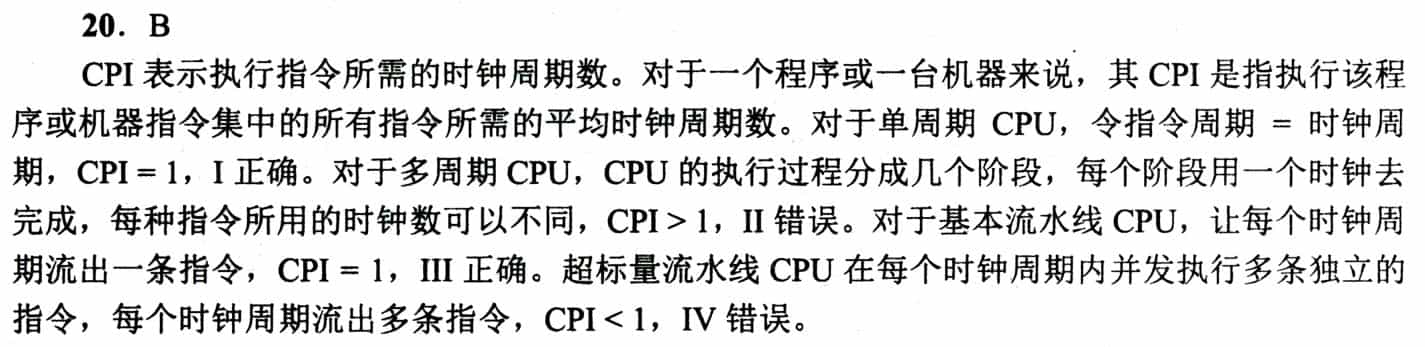 20. B
CPI 表示执行指令所需的时钟周期数。对于一个程序或一台机器来说，其 CPI 是指执行该程
序或机器指令集中的所有指令所需的平均时钟周期数。对于单周期 CPU，令指令周期 = 时钟周
期，CPI = 1，I 正确。对于多周期 CPU，CPU 的执行过程分成几个阶段，每个阶段用一个时钟去
完成，每种指令所用的时钟数可以不同，CPI > 1，II 错误。对于基本流水线 CPU，让每个时钟周
期流出一条指令，CPI = 1，III 正确。超标量流水线 CPU 在每个时钟周期内并发执行多条独立的
指令，每个时钟周期流出多条指令，CPI < 1，IV 错误。